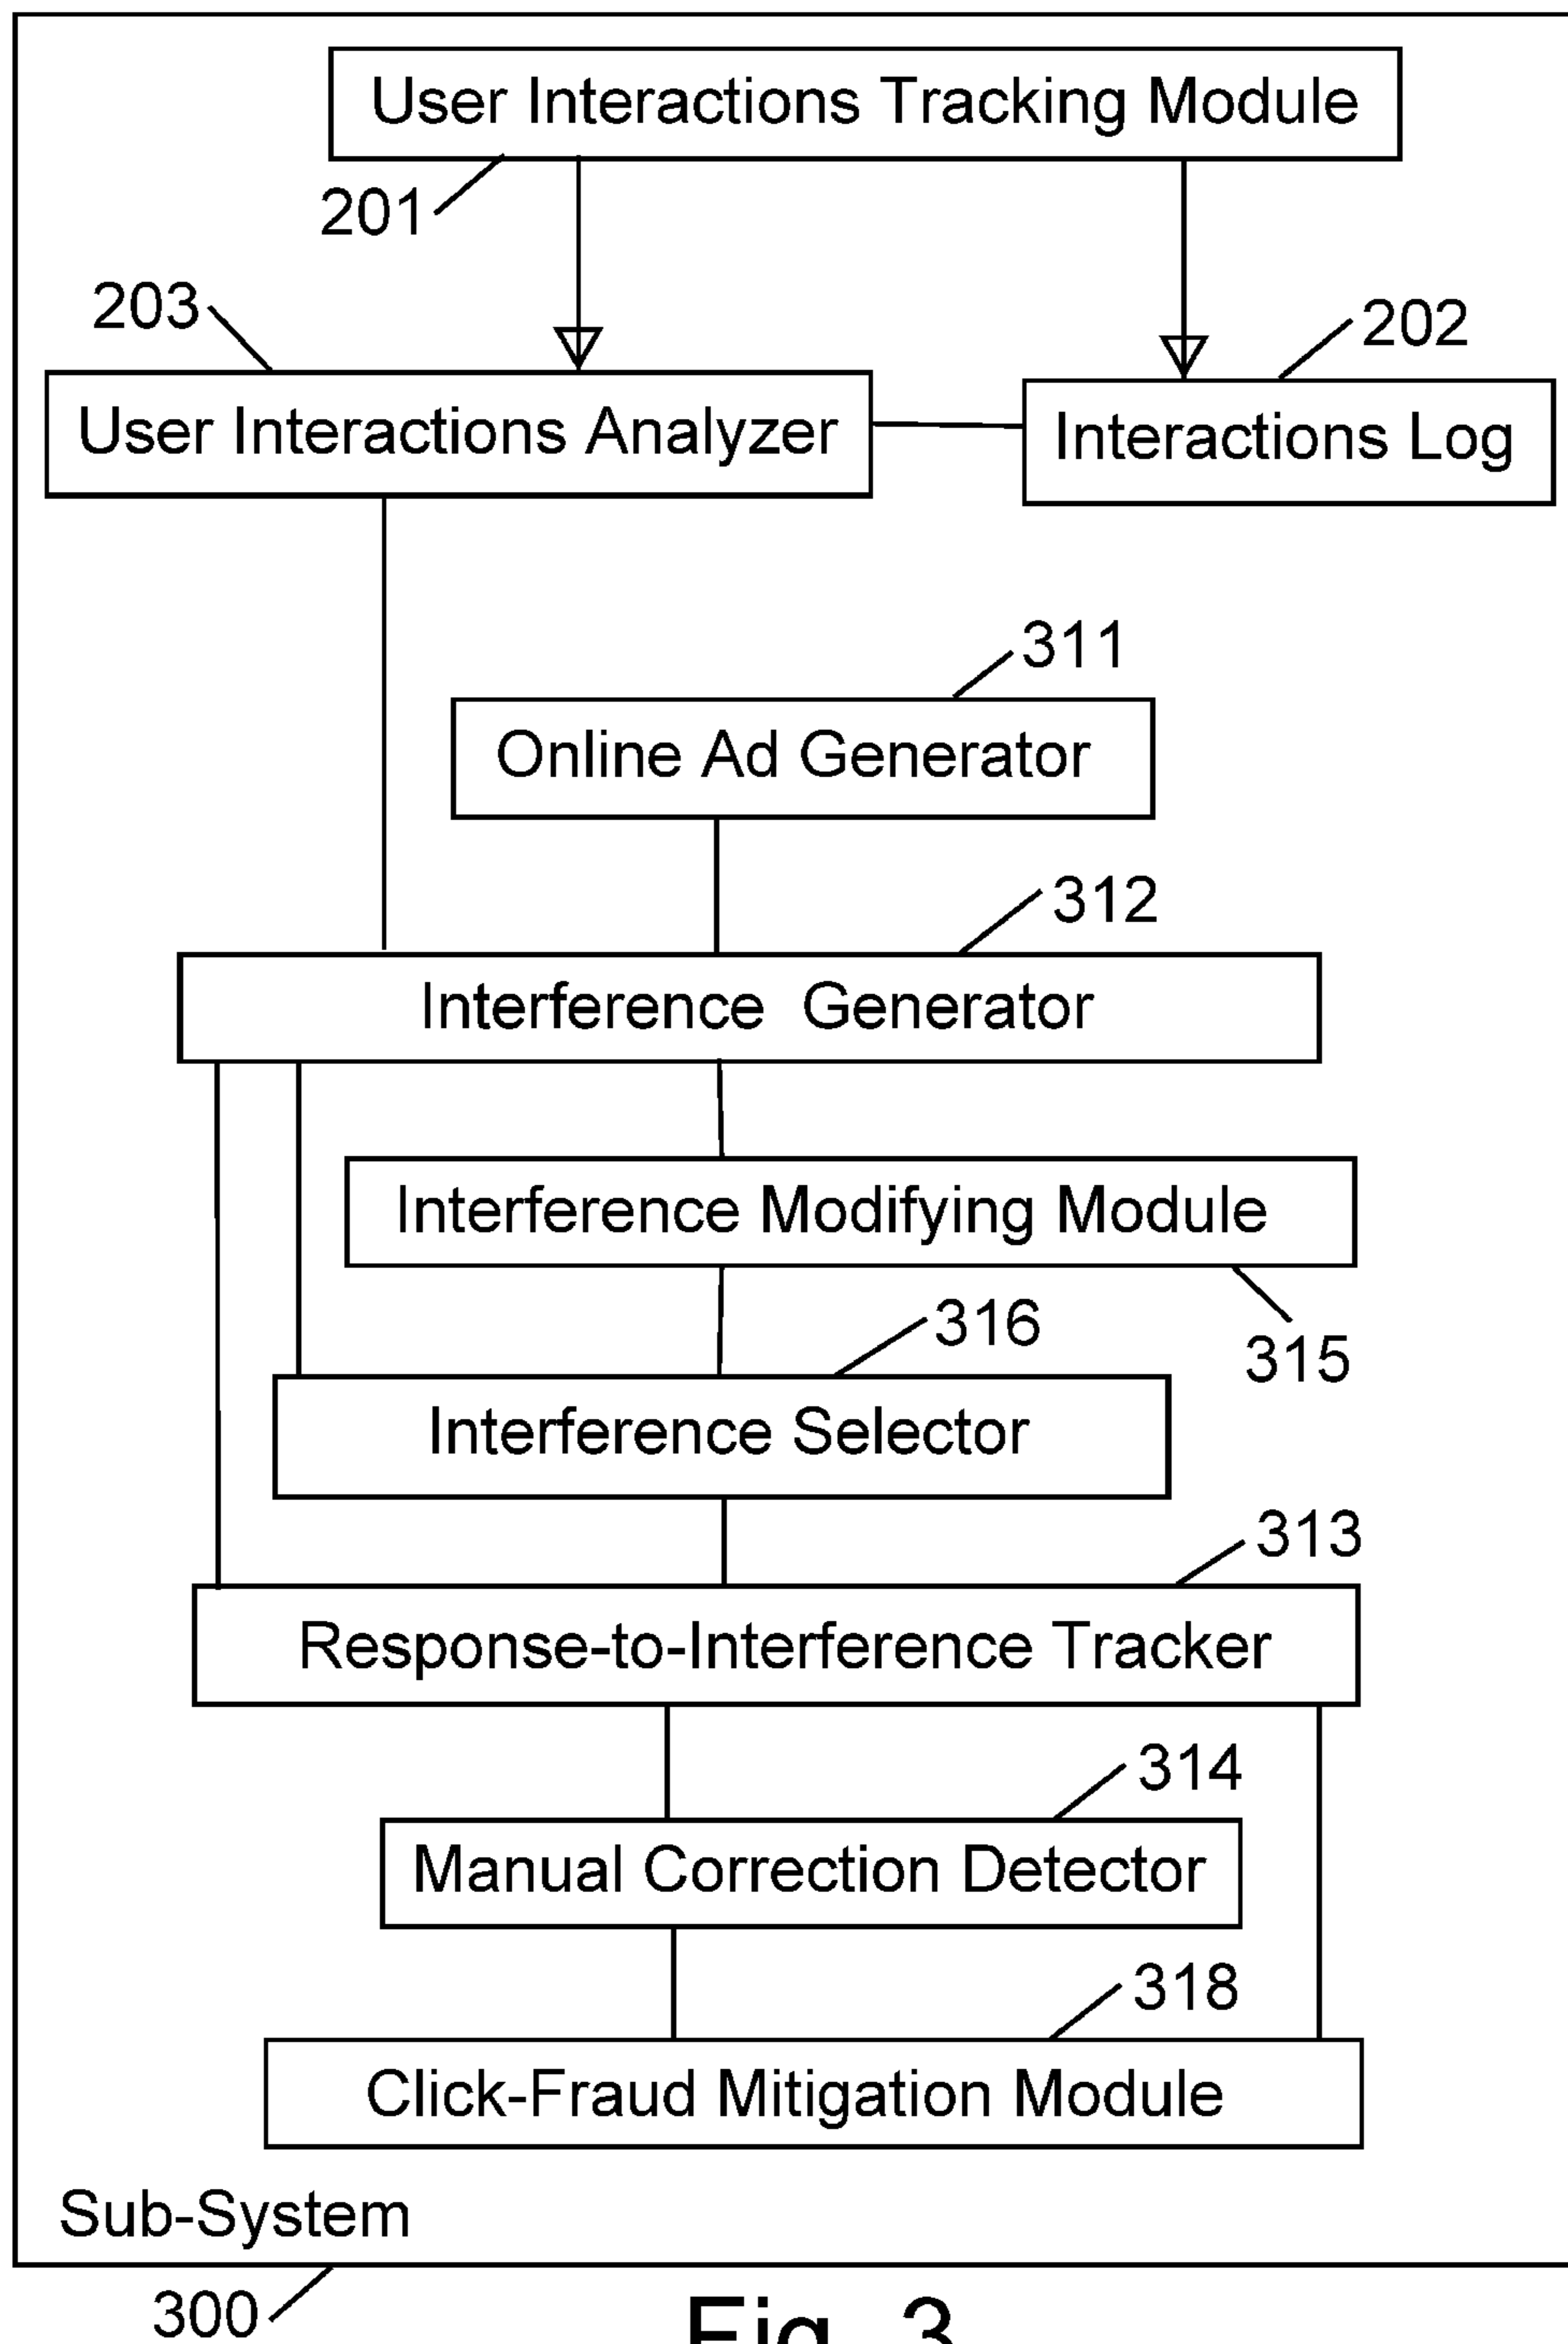 User Interactions Tracking Module
201
203
202
User Interactions Analyzer
Interactions Log
311
Online Ad Generator
312
Interference Generator
Interference Modifying Module
316
315
Interference Selector
313
Response-to-Interference Tracker
314
Manual Correction Detector
318
Click-Fraud Mitigation Module
Sub-System
300
Fig. 3